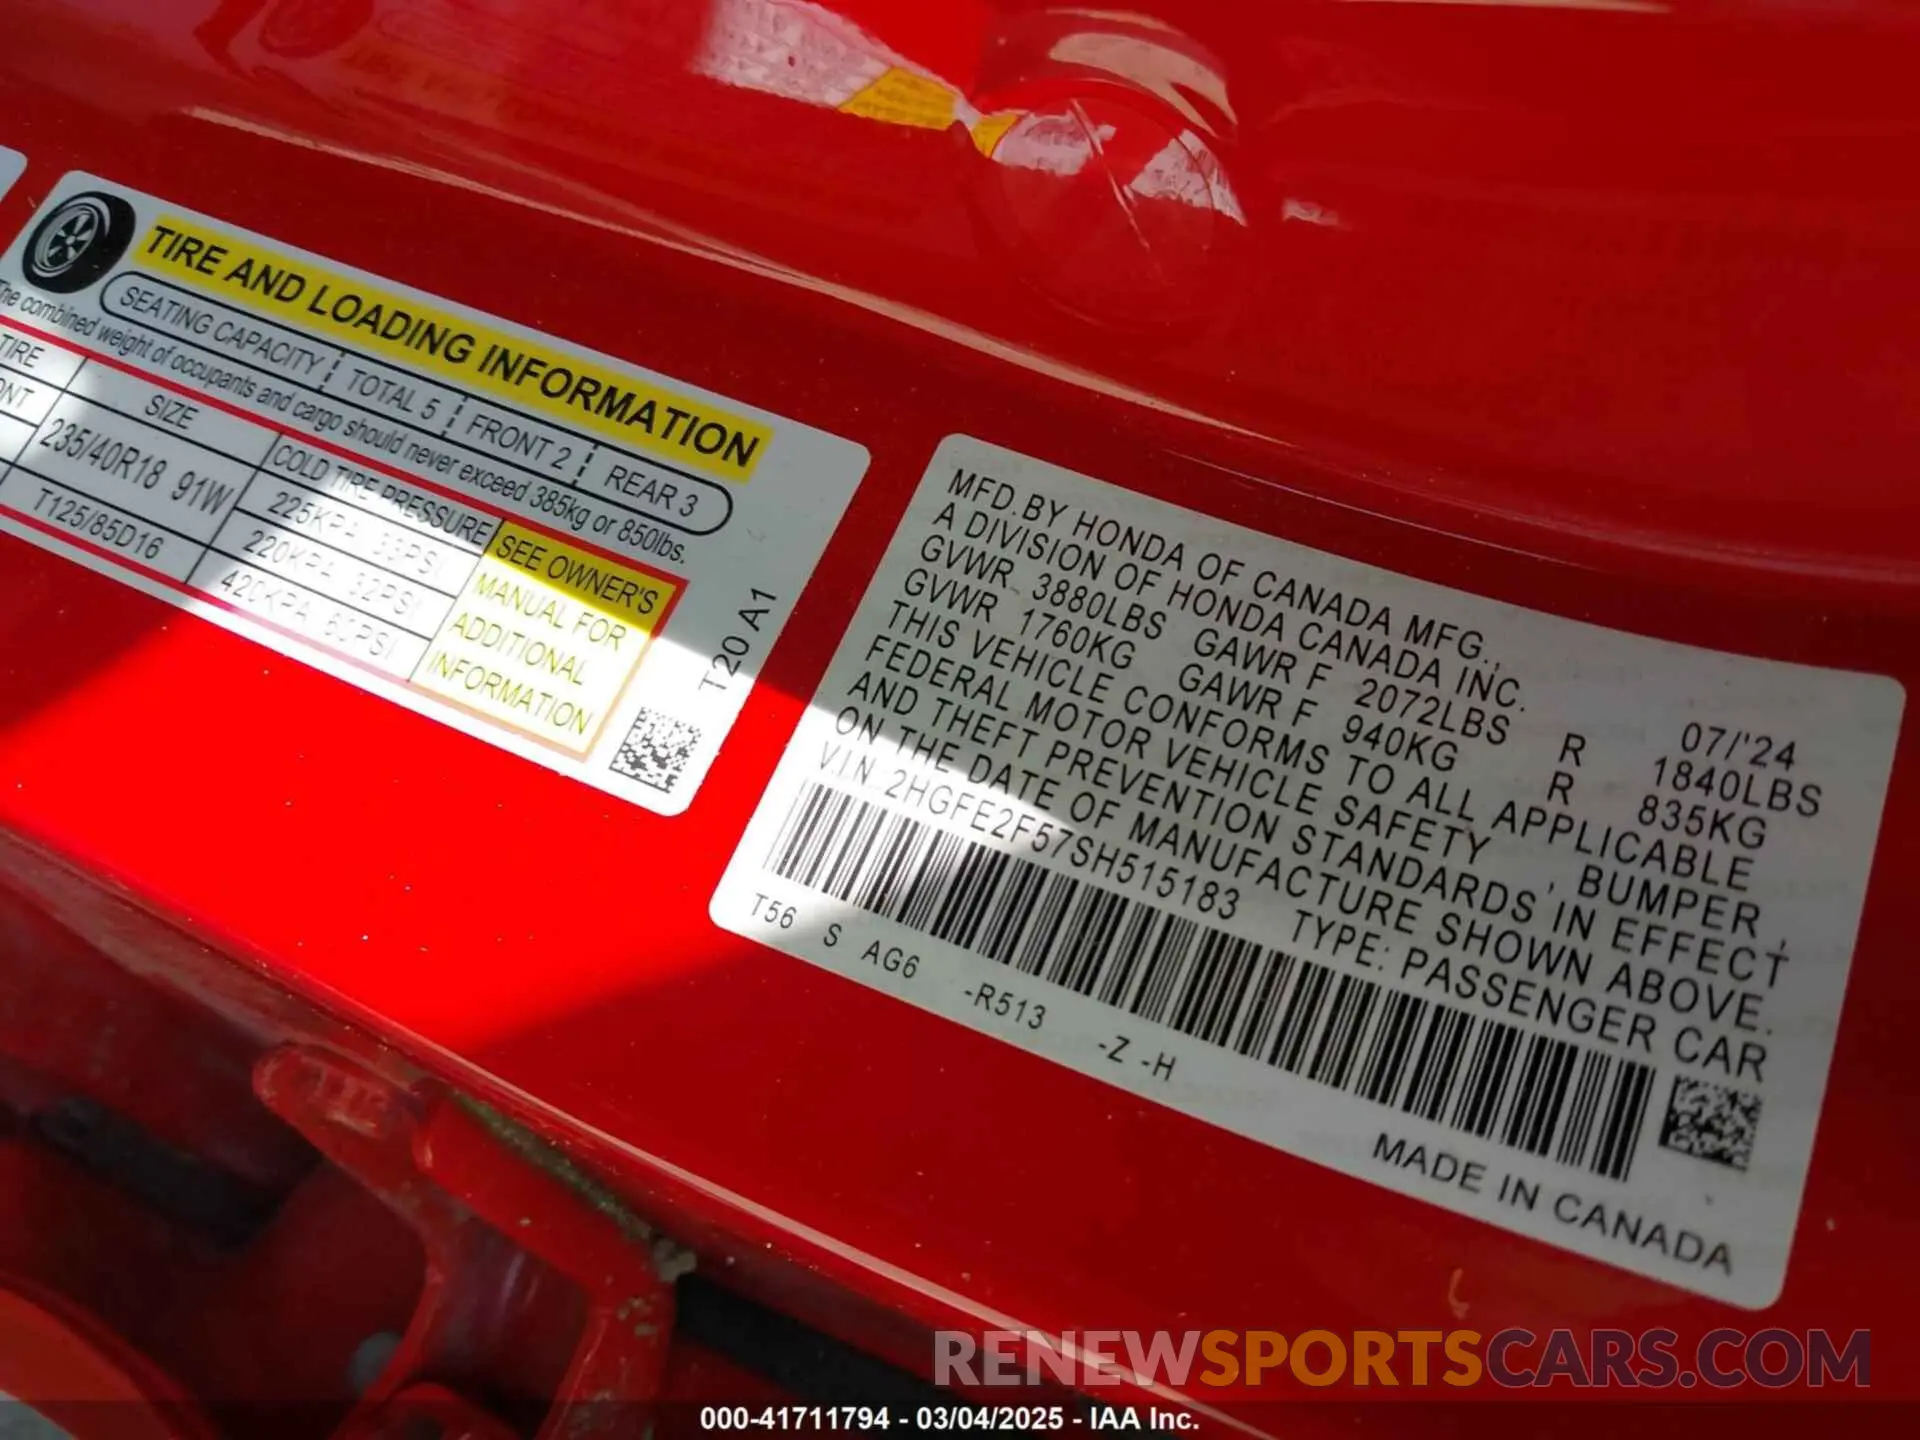 TIRE AND LOADING INFORMATION
SEATING CAPACITY TOTAL 5 FRONT 2 REAR 3
The combined weight of occupants and cargo should never exceed 385kg or 850lbs.
TIRE SIZE COLD TIRE PRESSURE
235/40R18 91W 225KPA 33PSI
220KPA 32PSI
T125/85D16 420KPA 60PSI
SEE OWNER'S
MANUAL FOR
ADDITIONAL
INFORMATION
T20 A1
MFD.BY HONDA OF CANADA MFG.,
A DIVISION OF HONDA CANADA INC. 07/'24
GVWR 3880LBS GAWR F 2072LBS R 1840LBS
GVWR 1760KG GAWR F 940KG R 835KG
THIS VEHICLE CONFORMS TO ALL APPLICABLE
FEDERAL MOTOR VEHICLE SAFETY , BUMPER ,
AND THEFT PREVENTION STANDARDS IN EFFECT
ON THE DATE OF MANUFACTURE SHOWN ABOVE.
VIN:2HGFE2F57SH515183 TYPE: PASSENGER CAR
T56 S AG6 -R513 -Z -H
MADE IN CANADA
RENEWSPORTSCARS.COM
000-41711794 - 03/04/2025 - IAA Inc.